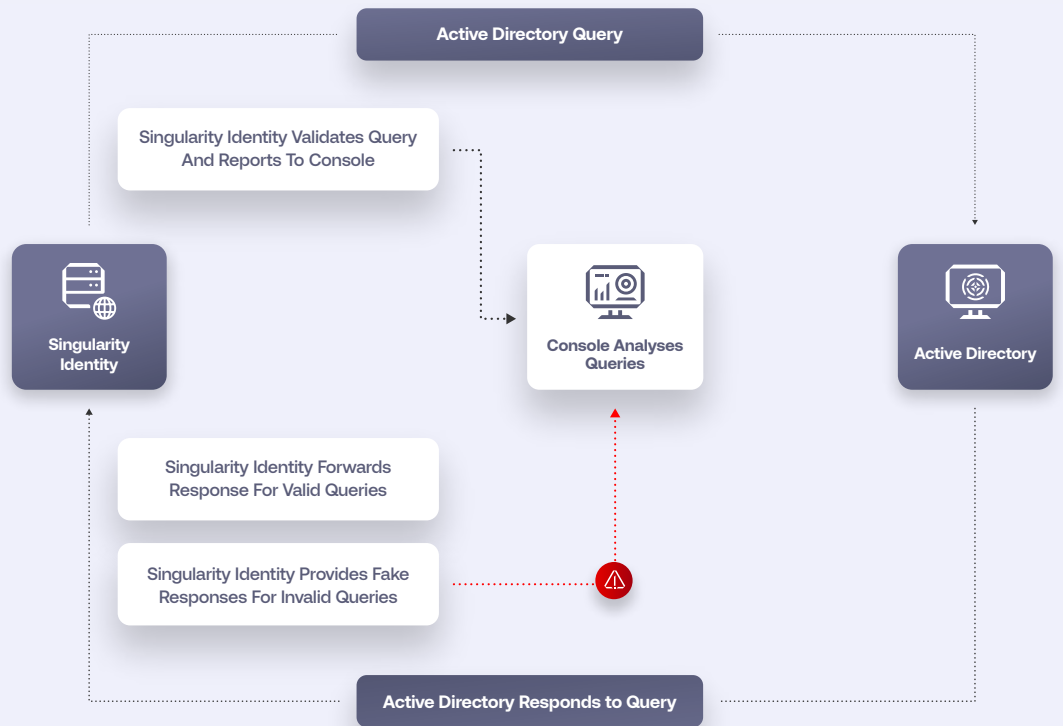 Active Directory Query
Singularity Identity Validates Query
And Reports To Console
Singularity
Identity
Console Analyses
Queries
Active Directory
Singularity Identity Forwards
Response For Valid Queries
Singularity Identity Provides Fake
Responses For Invalid Queries
Active Directory Responds to Query